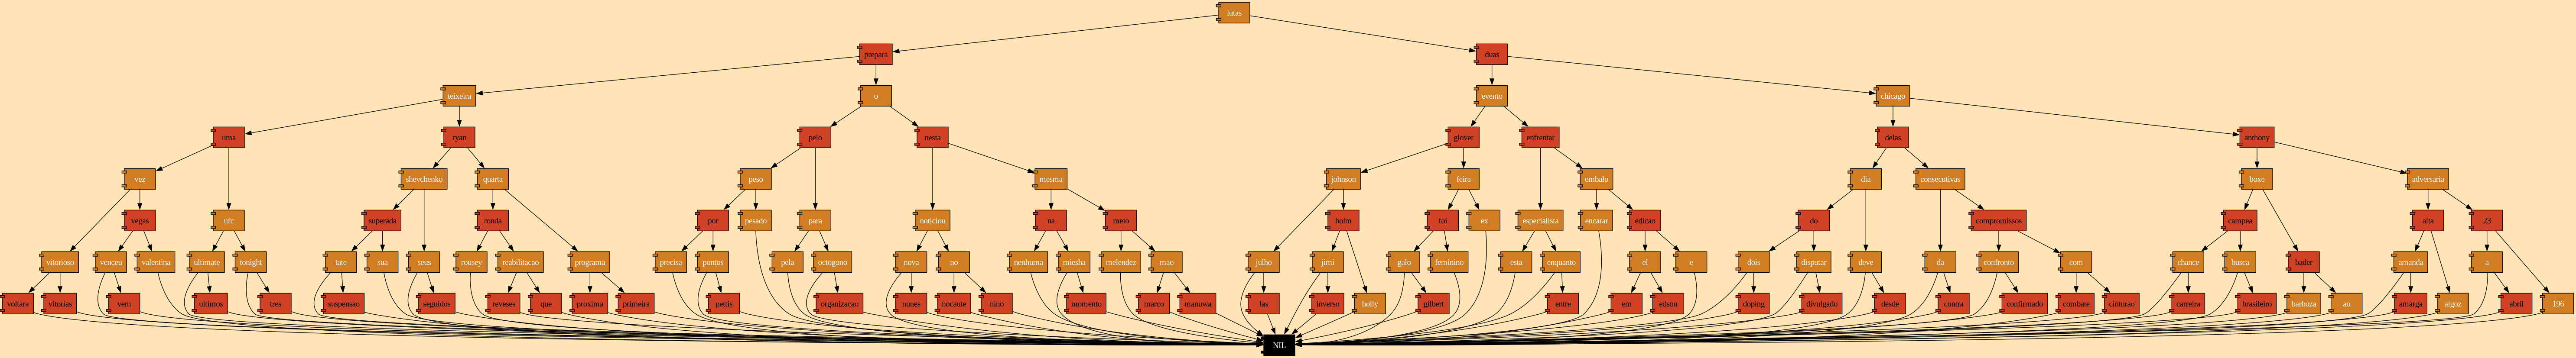 lutas
prepara duas
teixeira o evento chicago
uma ryan pelo nesta glover enfrentar delas anthony
vez shevchenko quarta peso mesma johnson feira embalo dia consecutivas boxe adversaria
vegas ufc superada ronda por pesado para noticiou na meio holm foi ex especialista encarar edicao do compromissos campea alta 23
vitorioso venceu valentina ultimate tonight tate sua seus rousey reabilitacao programa precisa pontos pela octogono nova no nenhuma miesha melendez mao julho jimi galo feminino esta enquanto el e dois disputar deve da confronto com chance busca bader amanda a
voltara vitorias vem ultimos tres suspensao seguidos reveses que proxima primeira pettis organizacao nunes nocaute nino momento marco manuwa las inverso holly gilbert entre em edson doping divulgado desde contra confirmado combate cinturao carreira brasileiro barboza ao amarga algoz abril 196
NIL